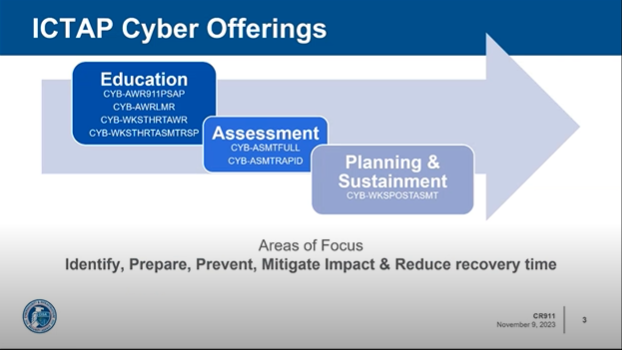 ICTAP Cyber Offerings
Education
CYB-AWR911PSAP
CYB-AWRLMR
CYB-WKSTHRTAWR
CYB-WKSTHRTASMTRSP
Assessment
CYB-ASMTFULL
CYB-ASMTRAPID
Planning &
Sustainment
CYB-WKSPOSTASMT
Areas of Focus
Identify, Prepare, Prevent, Mitigate Impact & Reduce recovery time
CR911
November 9, 2023
3